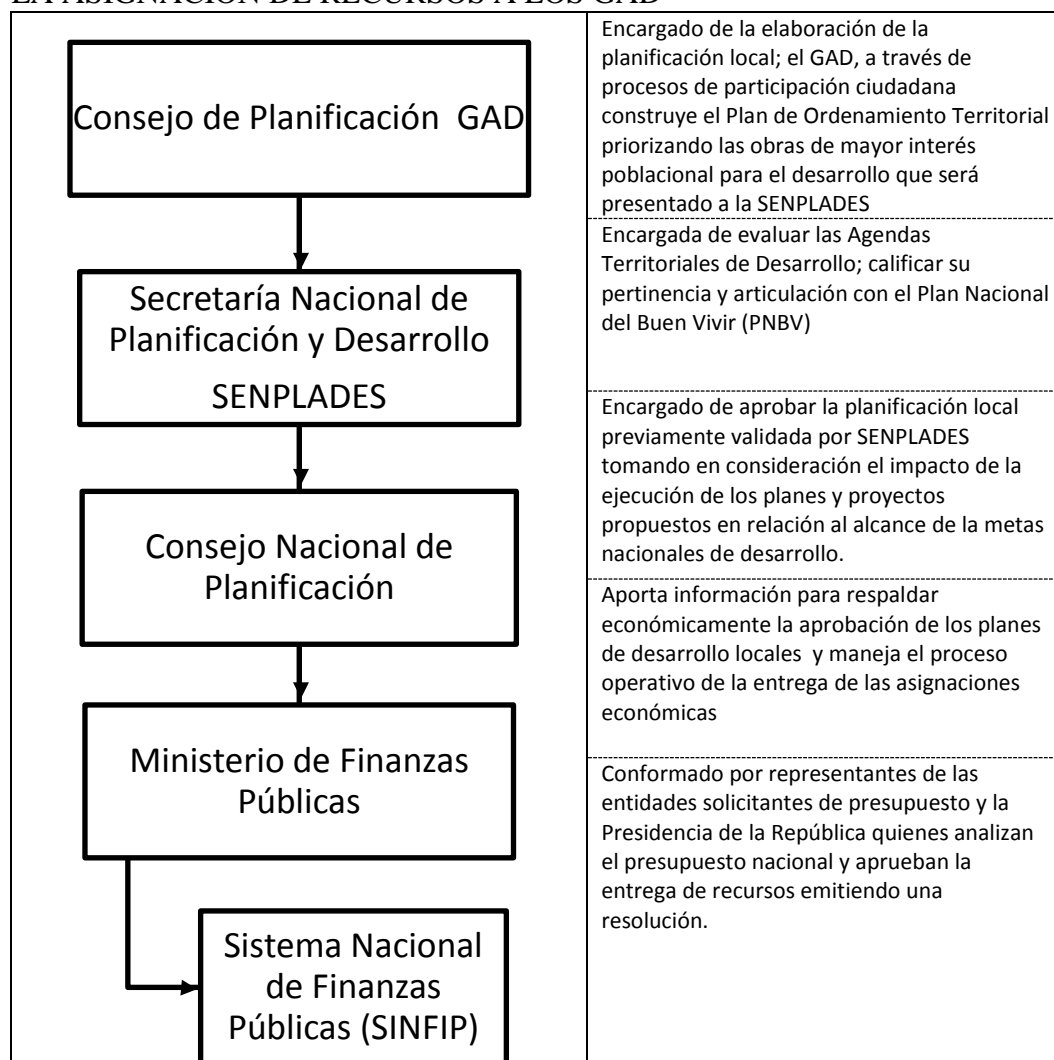 LA ASIGNACIÓN DE RECURSOS A LOS GAD
Consejo de Planificación GAD
Encargado de la elaboración de la
planificación local; el GAD, a través de
procesos de participación ciudadana
construye el Plan de Ordenamiento Territorial
priorizando las obras de mayor interés
poblacional para el desarrollo que será
presentado a la SENPLADES
Secretaría Nacional de
Planificación y Desarrollo
SENPLADES
Encargada de evaluar las Agendas
Territoriales de Desarrollo; calificar su
pertinencia y articulación con el Plan Nacional
del Buen Vivir (PNBV)
Consejo Nacional de
Planificación
Encargado de aprobar la planificación local
previamente validada por SENPLADES
tomando en consideración el impacto de la
ejecución de los planes y proyectos
propuestos en relación al alcance de la metas
nacionales de desarrollo.
Ministerio de Finanzas
Públicas
Aporta información para respaldar
económicamente la aprobación de los planes
de desarrollo locales y maneja el proceso
operativo de la entrega de las asignaciones
económicas
Sistema Nacional
de Finanzas
Públicas (SINFIP)
Conformado por representantes de las
entidades solicitantes de presupuesto y la
Presidencia de la República quienes analizan
el presupuesto nacional y aprueban la
entrega de recursos emitiendo una
resolución.